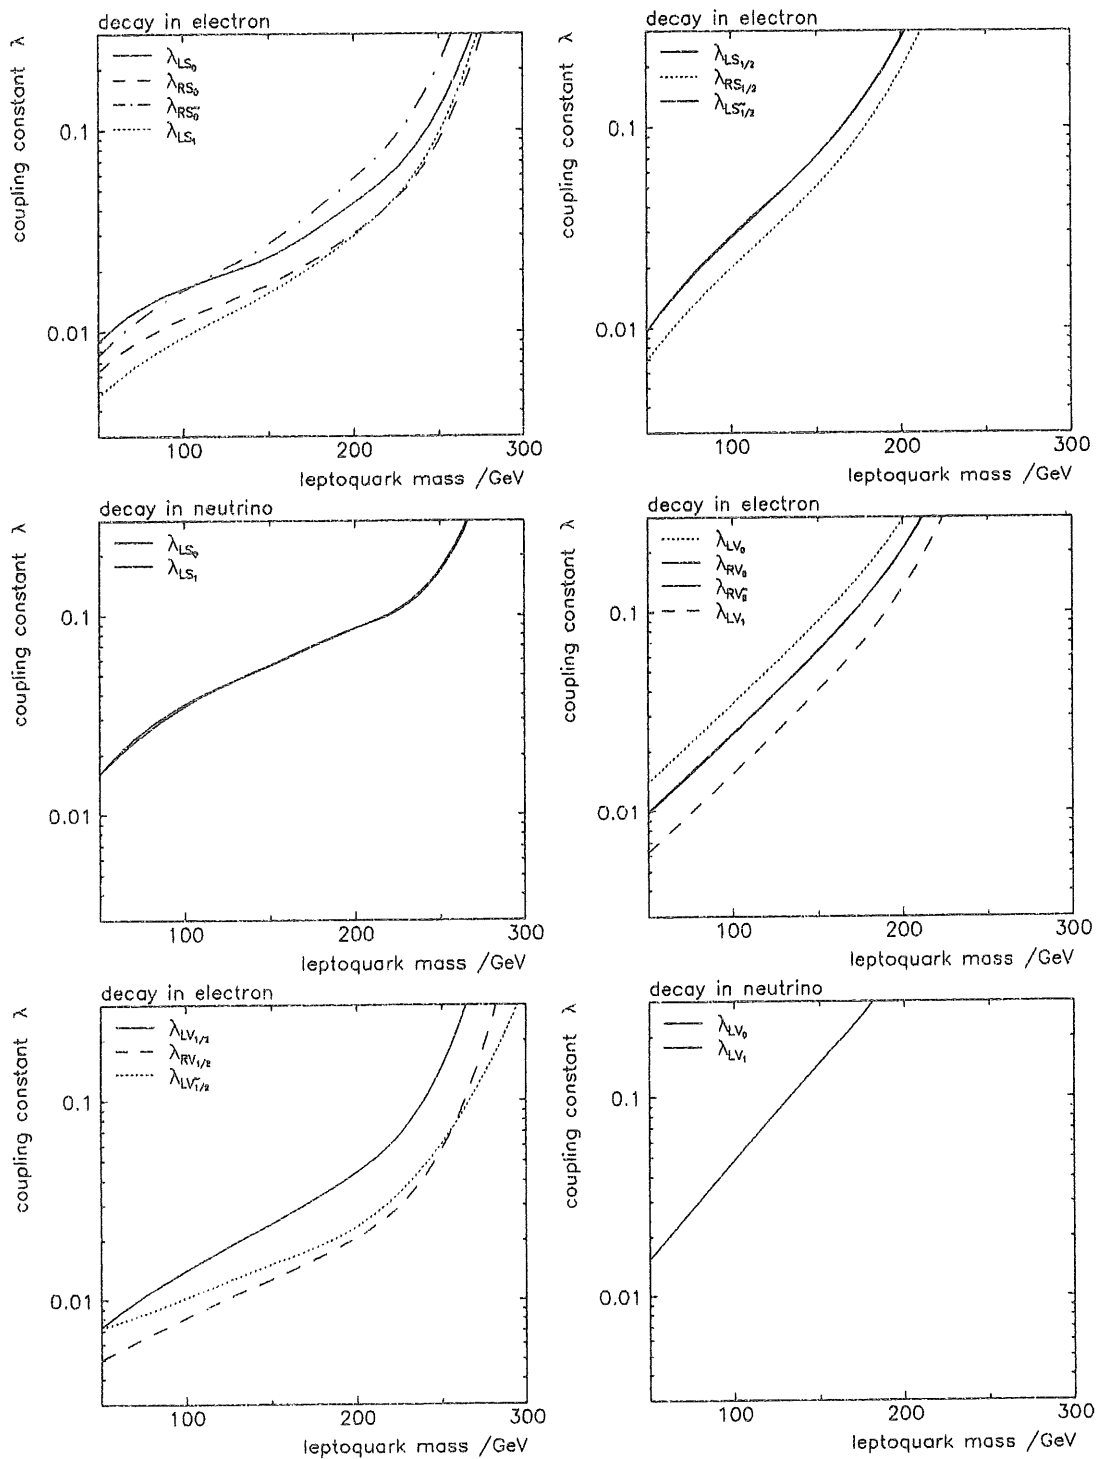 decay in electron
coupling constant λ
λLS₀
λRS₀
λRS₀~
λLS₁
0.1
0.01
100
200
300
leptoquark mass /GeV
decay in electron
coupling constant λ
λLS₁/₂
λRS₁/₂
λLS~₁/₂
0.1
0.01
100
200
300
leptoquark mass /GeV
decay in neutrino
coupling constant λ
λLS₀
λLS₁
0.1
0.01
100
200
300
leptoquark mass /GeV
decay in electron
coupling constant λ
λLV₀
λRV₀
λRV₀~
λLV₁
0.1
0.01
100
200
300
leptoquark mass /GeV
decay in electron
coupling constant λ
λLV₁/₂
λRV₁/₂
λLV~₁/₂
0.1
0.01
100
200
300
leptoquark mass /GeV
decay in neutrino
coupling constant λ
λLV₀
λLV₁
0.1
0.01
100
200
300
leptoquark mass /GeV